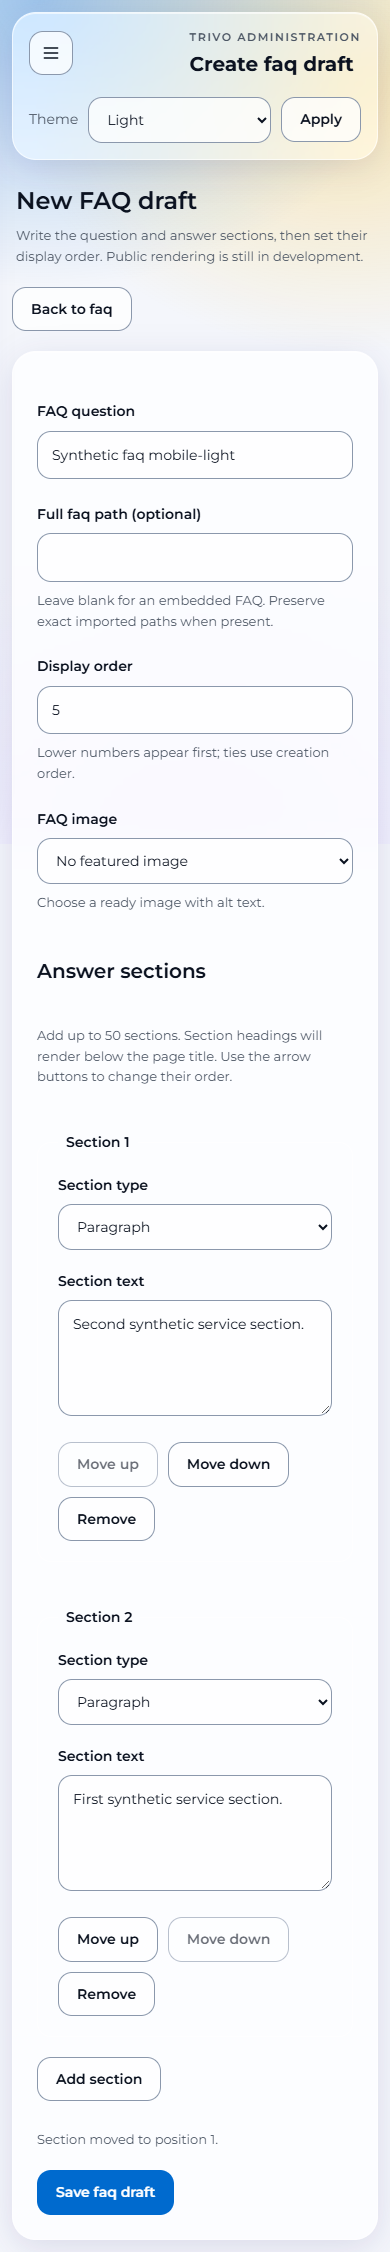 TRIVO ADMINISTRATION
Create faq draft
Theme
Light
Apply
New FAQ draft
Write the question and answer sections, then set their
display order. Public rendering is still in development.
Back to faq
FAQ question
Synthetic faq mobile-light
Full faq path (optional)
Leave blank for an embedded FAQ. Preserve
exact imported paths when present.
Display order
5
Lower numbers appear first; ties use creation
order.
FAQ image
No featured image
Choose a ready image with alt text.
Answer sections
Add up to 50 sections. Section headings will
render below the page title. Use the arrow
buttons to change their order.
Section 1
Section type
Paragraph
Section text
Second synthetic service section.
Move up
Move down
Remove
Section 2
Section type
Paragraph
Section text
First synthetic service section.
Move up
Move down
Remove
Add section
Section moved to position 1.
Save faq draft